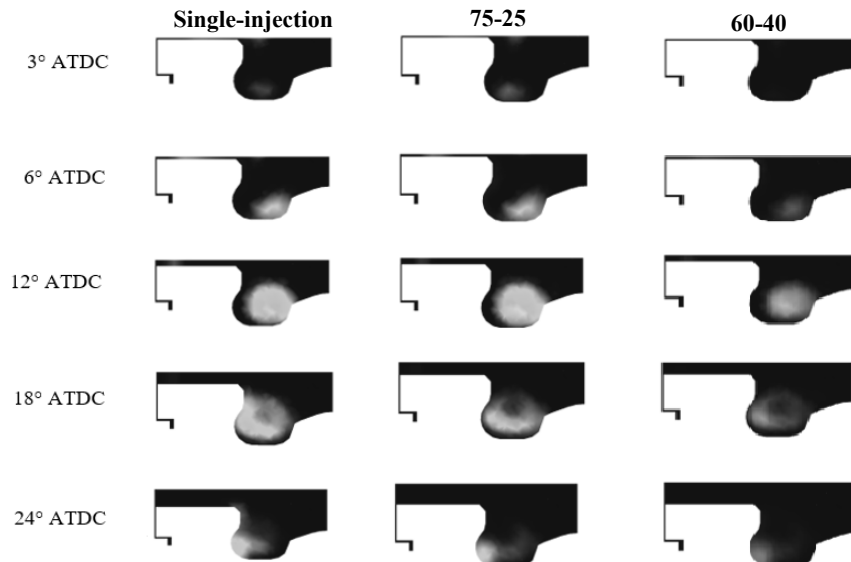 Single-injection 75-25 60-40
3° ATDC
6° ATDC
12° ATDC
18° ATDC
24° ATDC